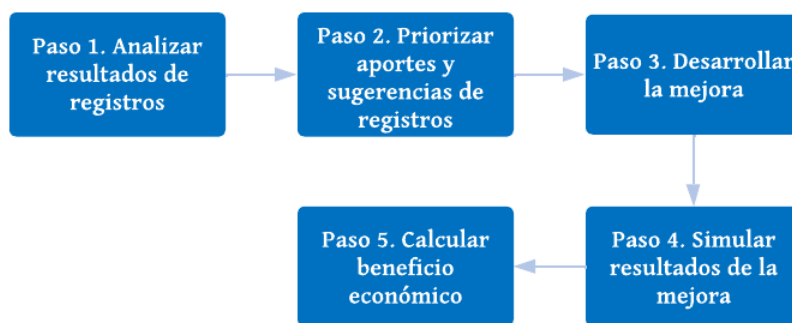 Paso 1. Analizar
resultados de
registros
Paso 2. Priorizar
aportes y
sugerencias de
registros
Paso 3. Desarrollar
la mejora
Paso 4. Simular
resultados de la
mejora
Paso 5. Calcular
beneficio
económico